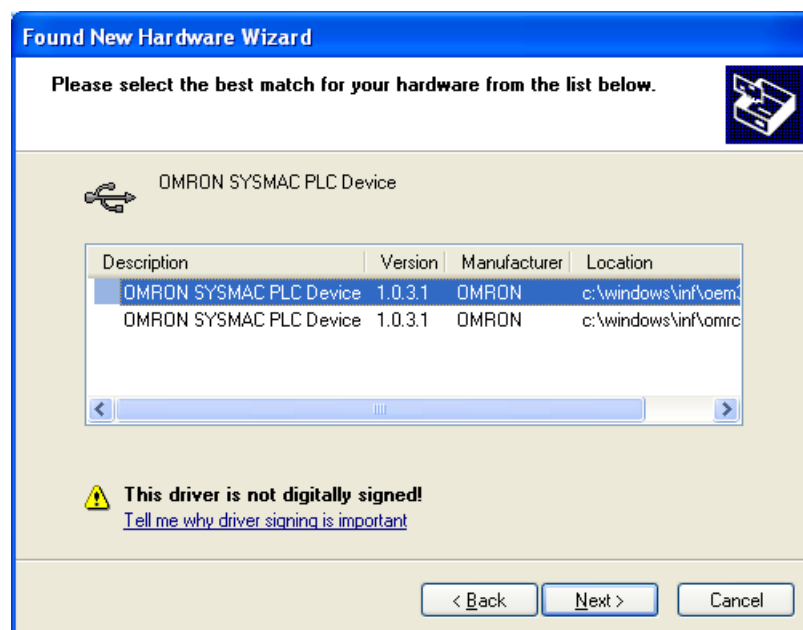 Found New Hardware Wizard
Please select the best match for your hardware from the list below.
OMRON SYSMAC PLC Device
Description Version Manufacturer Location
OMRON SYSMAC PLC Device 1.0.3.1 OMRON c:\windows\inf\oem3
OMRON SYSMAC PLC Device 1.0.3.1 OMRON c:\windows\inf\omrc
This driver is not digitally signed!
Tell me why driver signing is important
< Back Next > Cancel